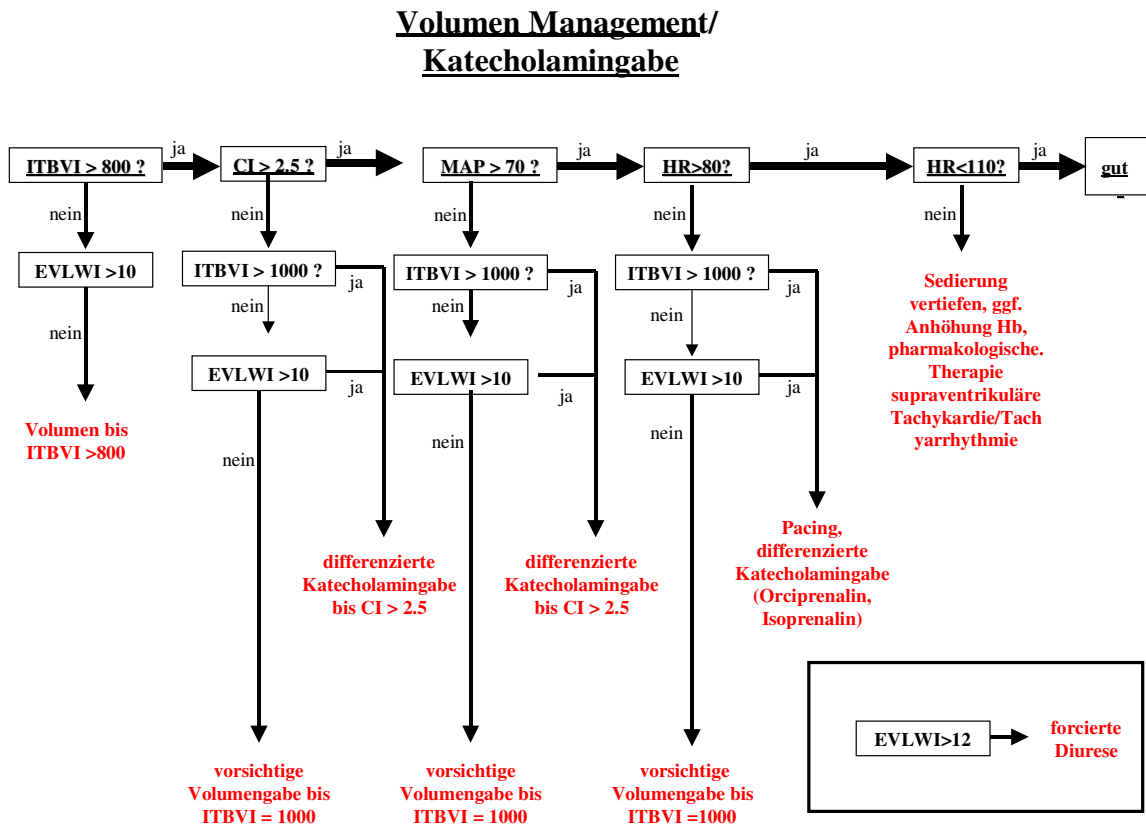 Volumen Management/
Katecholamingabe
ja
ja
ja
ja
ja
ITBVI > 800 ?
CI > 2.5 ?
MAP > 70 ?
HR>80?
HR<110?
gut
nein
nein
nein
nein
nein
EVLWI >10
ITBVI > 1000 ?
ITBVI > 1000 ?
ITBVI > 1000 ?
ja
ja
ja
nein
nein
nein
nein
EVLWI >10
EVLWI >10
EVLWI >10
ja
ja
ja
Sedierung
vertiefen, ggf.
Anhöhung Hb,
pharmakologische.
Therapie
supraventrikuläre
Tachykardie/Tach
yarrhythmie
Volumen bis
ITBVI >800
nein
nein
nein
differenzierte
Katecholamingabe
bis CI > 2.5
differenzierte
Katecholamingabe
bis CI > 2.5
Pacing,
differenzierte
Katecholamingabe
(Orciprenalin,
Isoprenalin)
EVLWI>12
forcierte
Diurese
vorsichtige
Volumengabe bis
ITBVI = 1000
vorsichtige
Volumengabe bis
ITBVI = 1000
vorsichtige
Volumengabe bis
ITBVI =1000